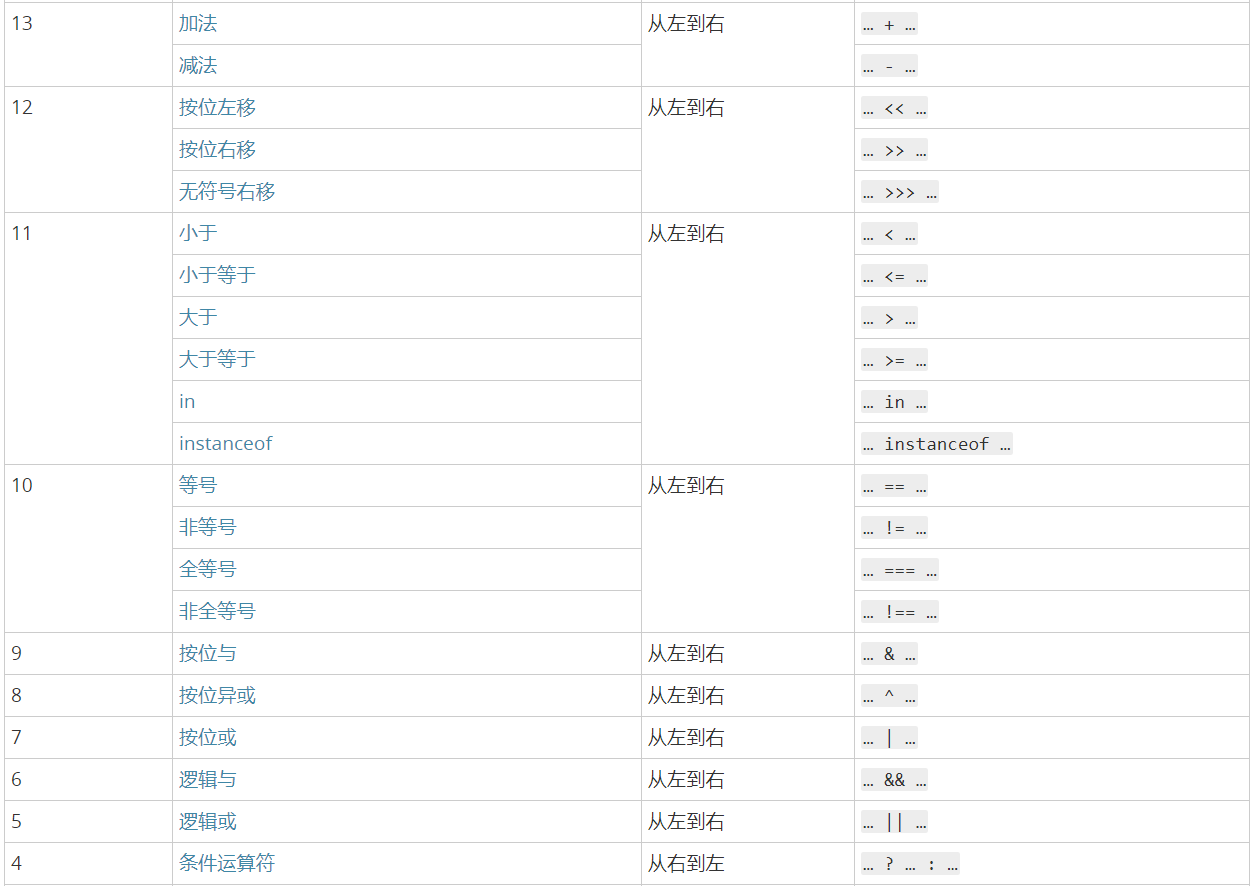 13 加法 从左到右 … + …
减法 … - …
12 按位左移 从左到右 … << …
按位右移 … >> …
无符号右移 … >>> …
11 小于 从左到右 … < …
小于等于 … <= …
大于 … > …
大于等于 … >= …
in … in …
instanceof … instanceof …
10 等号 从左到右 … == …
非等号 … != …
全等号 … === …
非全等号 … !== …
9 按位与 从左到右 … & …
8 按位异或 从左到右 … ^ …
7 按位或 从左到右 … | …
6 逻辑与 从左到右 … && …
5 逻辑或 从左到右 … || …
4 条件运算符 从右到左 … ? … : …